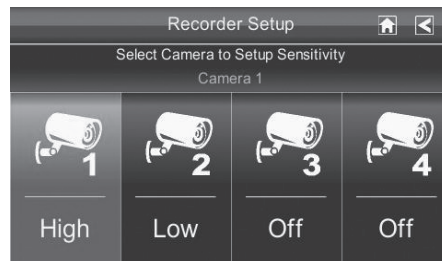 Recorder Setup
Select Camera to Setup Sensitivity
Camera 1
1 2 3 4
High Low Off Off